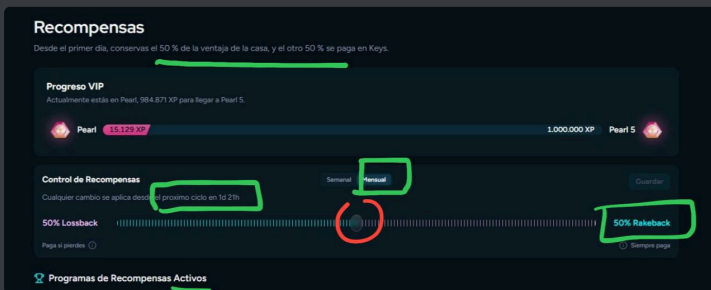 Recompensas
Desde el primer día, conservas el 50 % de la ventaja de la casa, y el otro 50 % se paga en Keys.
Progreso VIP
Actualmente estás en Pearl, 984.871 XP para llegar a Pearl 5.
Pearl 15.129 XP 1.000.000 XP Pearl 5
Control de Recompensas Semanal Mensual Guardar
Cualquier cambio se aplica desde el proximo ciclo en 1d 21h
50% Lossback 50% Rakeback
Paga si pierdes Siempre paga
Programas de Recompensas Activos